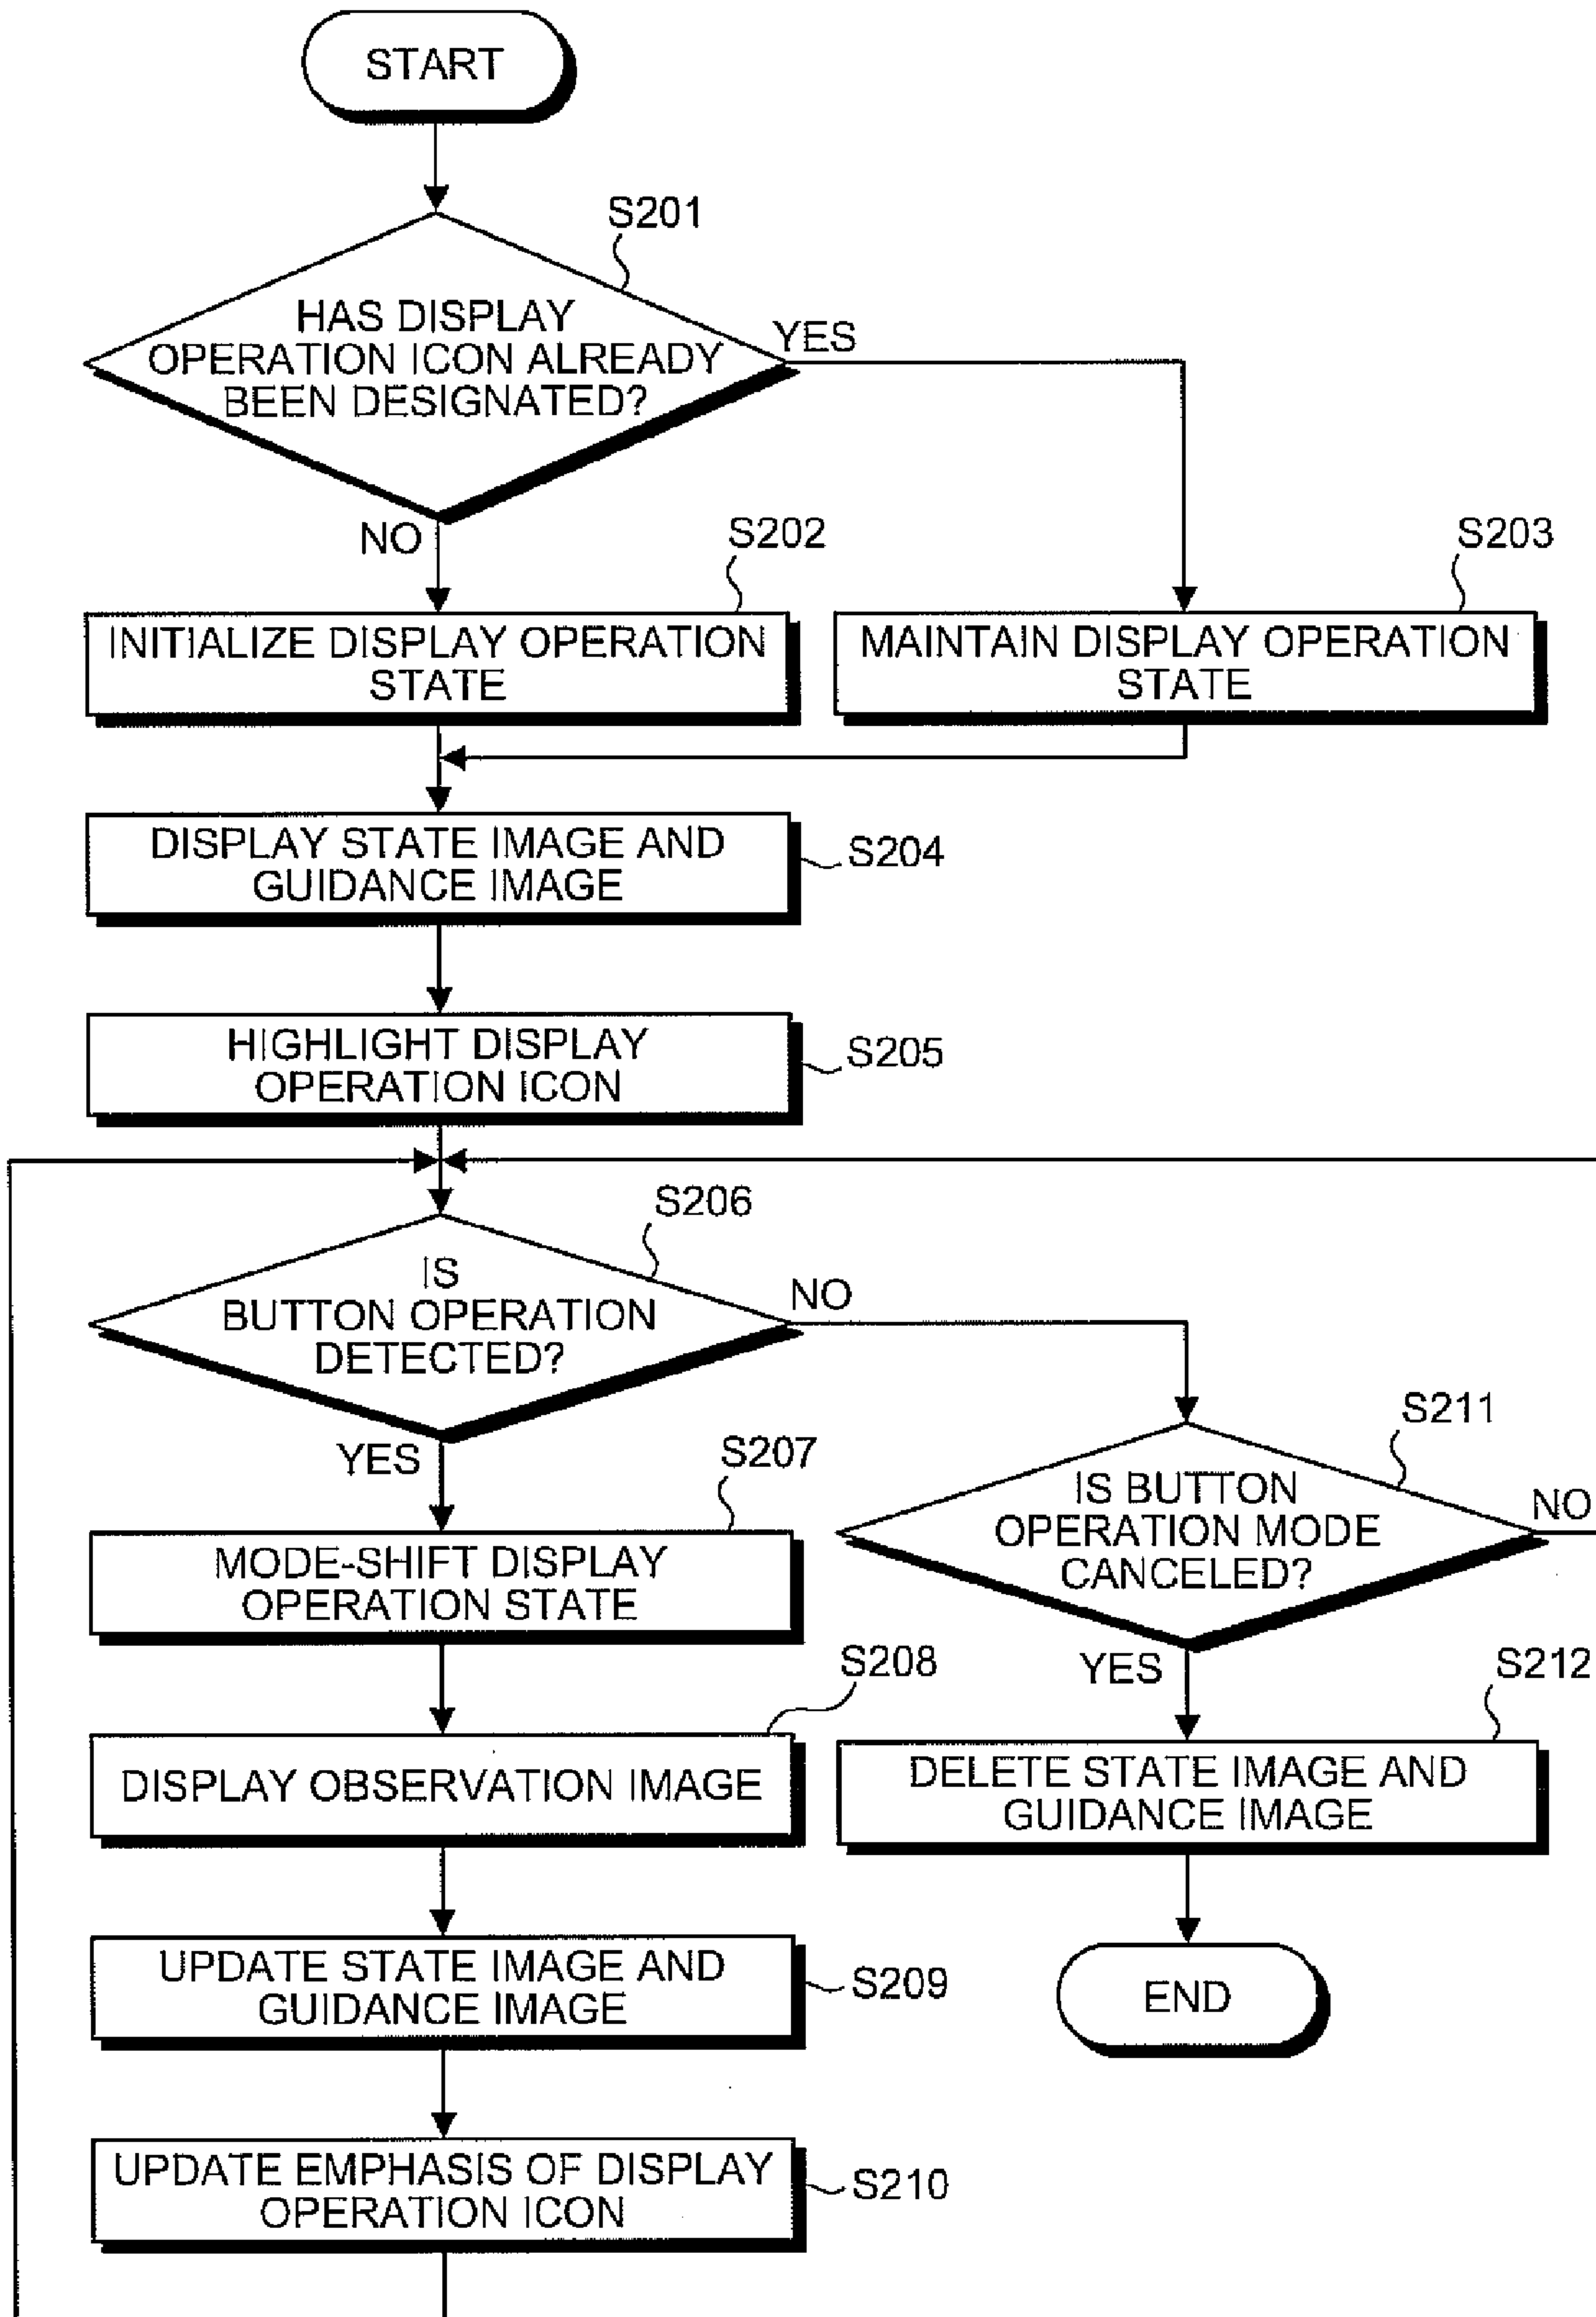 START
S201
HAS DISPLAY
OPERATION ICON ALREADY
BEEN DESIGNATED?
YES
NO
S202
S203
INITIALIZE DISPLAY OPERATION
STATE
MAINTAIN DISPLAY OPERATION
STATE
DISPLAY STATE IMAGE AND
GUIDANCE IMAGE
S204
HIGHLIGHT DISPLAY
OPERATION ICON
S205
S206
IS
BUTTON OPERATION
DETECTED?
NO
YES
S207
S211
IS BUTTON
OPERATION MODE
CANCELED?
NO
MODE-SHIFT DISPLAY
OPERATION STATE
S208
YES
S212
DISPLAY OBSERVATION IMAGE
DELETE STATE IMAGE AND
GUIDANCE IMAGE
UPDATE STATE IMAGE AND
GUIDANCE IMAGE
S209
END
UPDATE EMPHASIS OF DISPLAY
OPERATION ICON
S210